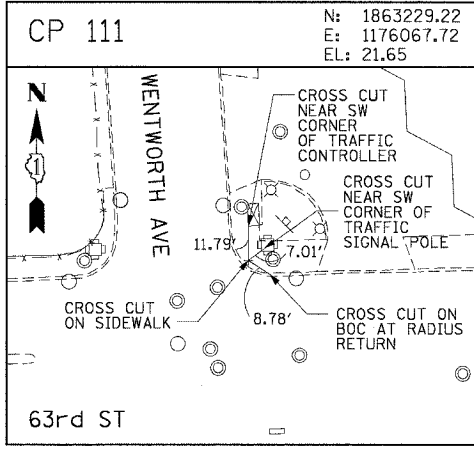 CP 111
N: 1863229.22
E: 1176067.72
EL: 21.65
N
1
WENTWORTH AVE
CROSS CUT
NEAR SW
CORNER
OF TRAFFIC
CONTROLLER
CROSS CUT
NEAR SW
CORNER OF
TRAFFIC
SIGNAL POLE
11.79'
7.01'
CROSS CUT
ON SIDEWALK
8.78'
CROSS CUT ON
BOC AT RADIUS
RETURN
63rd ST